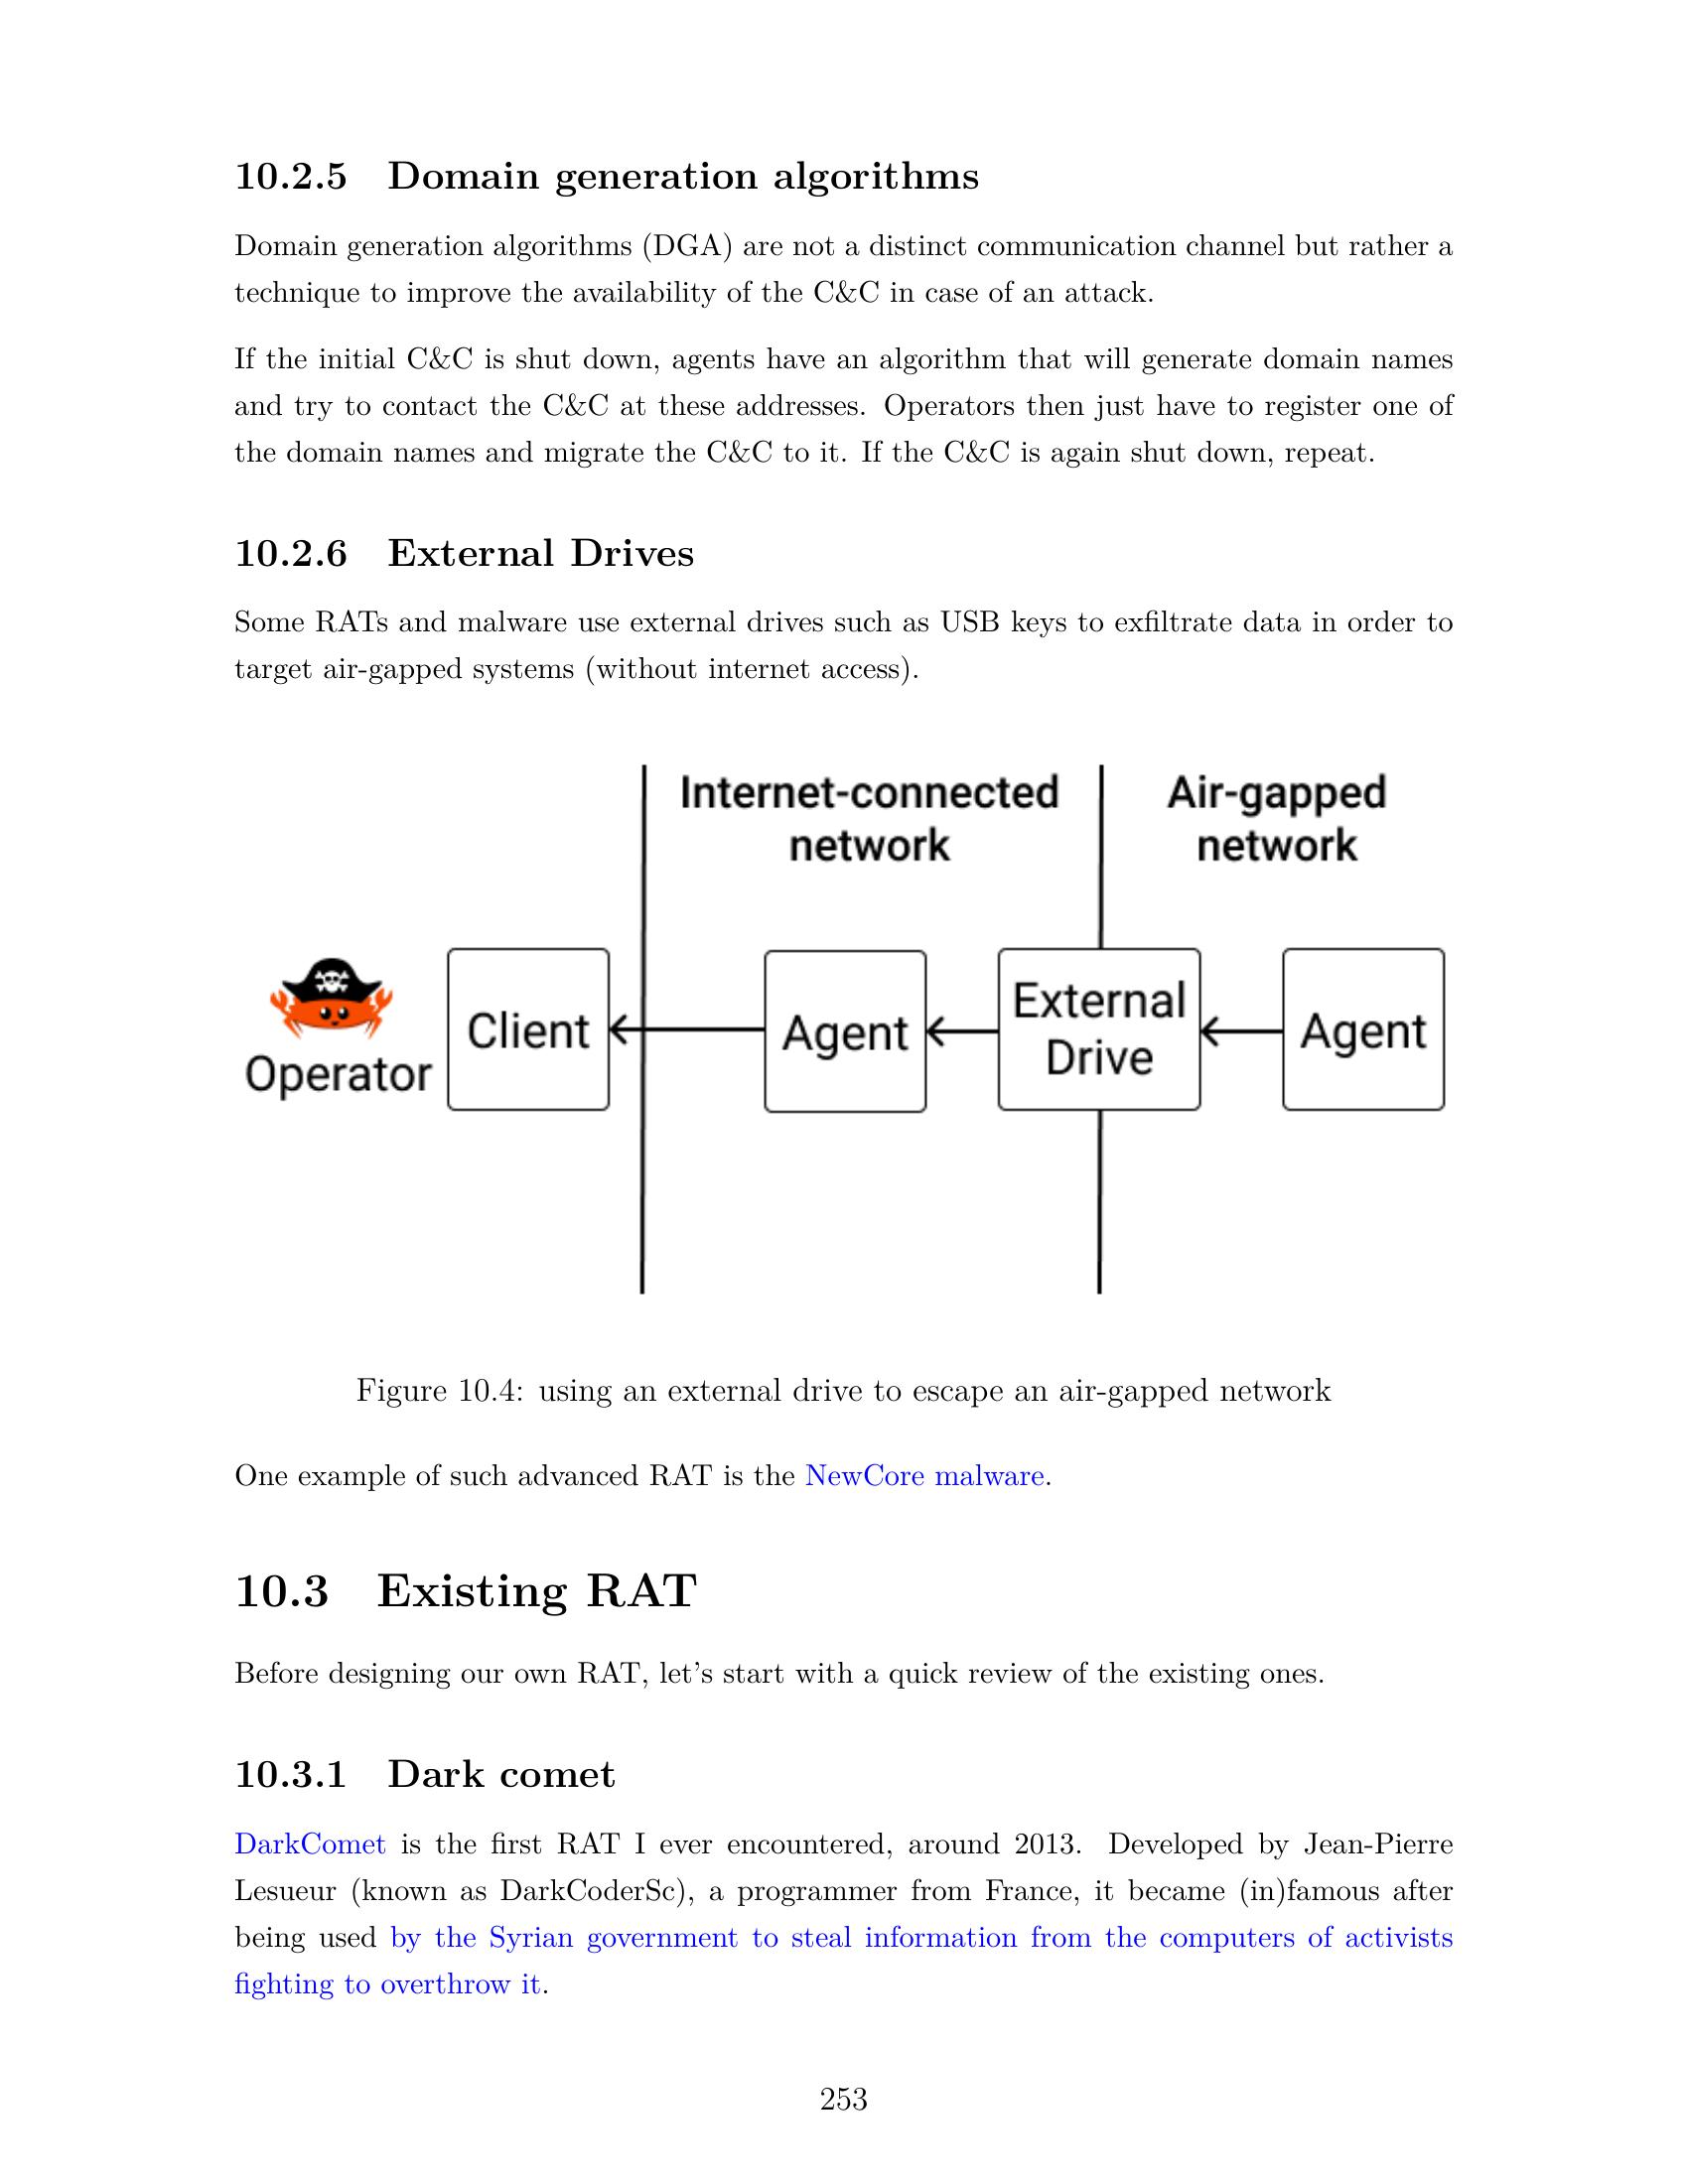 10.2.5 Domain generation algorithms
Domain generation algorithms (DGA) are not a distinct communication channel but rather a
technique to improve the availability of the C&C in case of an attack.
If the initial C&C is shut down, agents have an algorithm that will generate domain names
and try to contact the C&C at these addresses. Operators then just have to register one of
the domain names and migrate the C&C to it. If the C&C is again shut down, repeat.
10.2.6 External Drives
Some RATs and malware use external drives such as USB keys to exfiltrate data in order to
target air-gapped systems (without internet access).
Internet-connected
network
Air-gapped
network
Operator
Client
Agent
External
Drive
Agent
Figure 10.4: using an external drive to escape an air-gapped network
One example of such advanced RAT is the NewCore malware.
10.3 Existing RAT
Before designing our own RAT, let's start with a quick review of the existing ones.
10.3.1 Dark comet
DarkComet is the first RAT I ever encountered, around 2013. Developed by Jean-Pierre
Lesueur (known as DarkCoderSc), a programmer from France, it became (in)famous after
being used by the Syrian government to steal information from the computers of activists
fighting to overthrow it.
253